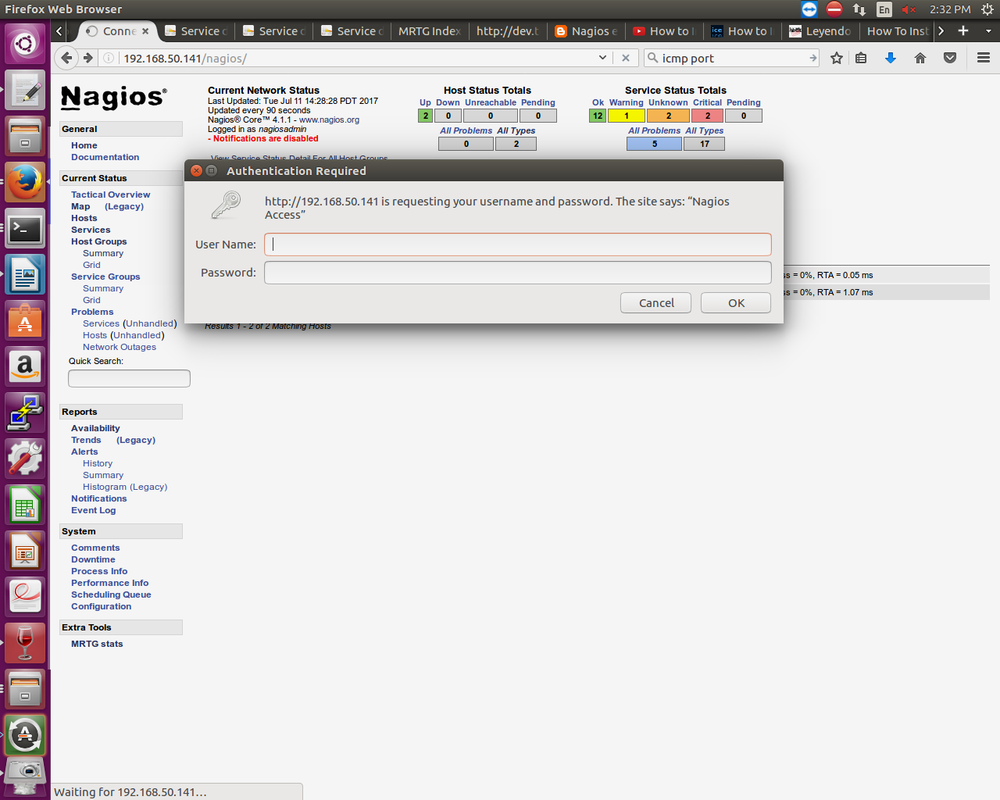 Firefox Web Browser
En
2:32 PM
Conne
Service d
Service d
Service d
MRTG Index
http://dev.t
Nagios e
How to I
How to I
Leyendo
How To Inst
192.168.50.141/nagios/
icmp port
Nagios®
General
Home
Documentation
Current Status
Tactical Overview
Map (Legacy)
Hosts
Services
Host Groups
Summary
Grid
Service Groups
Summary
Grid
Problems
Services (Unhandled)
Hosts (Unhandled)
Network Outages
Quick Search:
Reports
Availability
Trends (Legacy)
Alerts
History
Summary
Histogram (Legacy)
Notifications
Event Log
System
Comments
Downtime
Process Info
Performance Info
Scheduling Queue
Configuration
Extra Tools
MRTG stats
Current Network Status
Last Updated: Tue Jul 11 14:28:28 PDT 2017
Updated every 90 seconds
Nagios® Core™ 4.1.1 - www.nagios.org
Logged in as nagiosadmin
- Notifications are disabled
View Service Status Detail For All Host Groups
Host Status Totals
Up Down Unreachable Pending
2 0 0 0
All Problems All Types
0 2
Service Status Totals
Ok Warning Unknown Critical Pending
12 1 2 2 0
All Problems All Types
5 17
Authentication Required
http://192.168.50.141 is requesting your username and password. The site says: “Nagios
Access”
User Name:
Password:
Cancel
OK
ss = 0%, RTA = 0.05 ms
ss = 0%, RTA = 1.07 ms
Results 1 - 2 of 2 Matching Hosts
Waiting for 192.168.50.141…